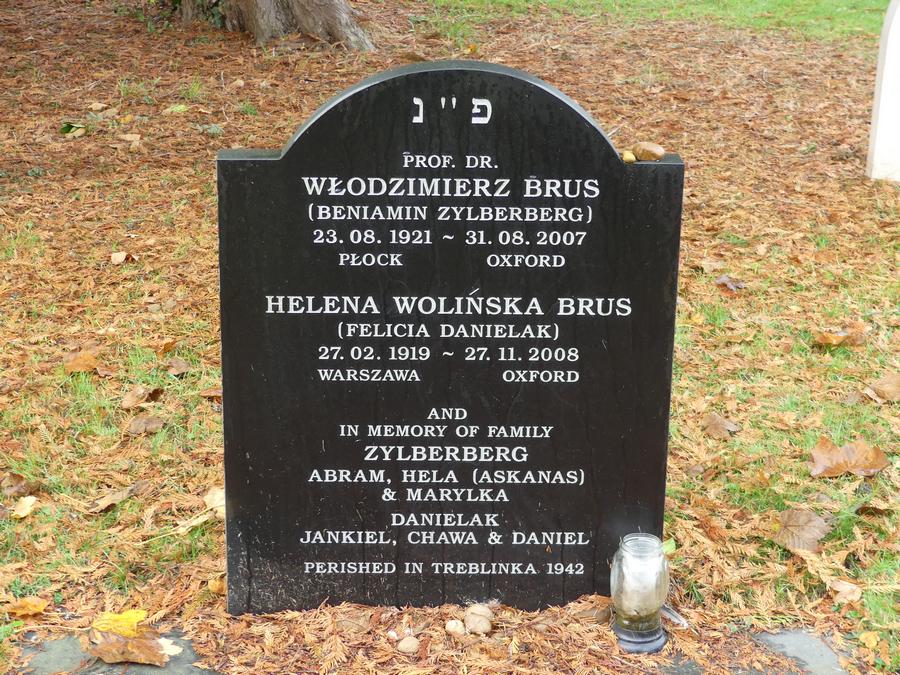 פ״נ
PROF. DR.
WŁODZIMIERZ BRUS
(BENIAMIN ZYLBERBERG)
23. 08. 1921 ~ 31. 08. 2007
PŁOCK OXFORD
HELENA WOLIŃSKA BRUS
(FELICIA DANIELAK)
27. 02. 1919 ~ 27. 11. 2008
WARSZAWA OXFORD
AND
IN MEMORY OF FAMILY
ZYLBERBERG
ABRAM, HELA (ASKANAS)
& MARYLKA
DANIELAK
JANKIEL, CHAWA & DANIEL
PERISHED IN TREBLINKA 1942